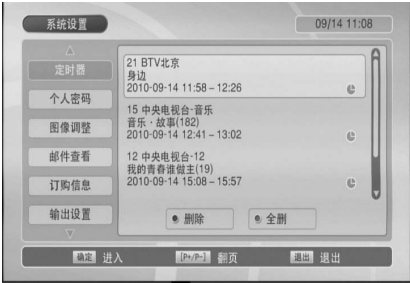 系统设置
09/14 11:08
定时器
个人密码
图像调整
邮件查看
订购信息
输出设置
21 BTV北京
身边
2010-09-14 11:58 – 12:26
15 中央电视台-音乐
音乐·故事(182)
2010-09-14 12:41 – 13:02
12 中央电视台-12
我的青春谁做主(19)
2010-09-14 15:08 – 15:57
删除
全删
确定 进入
[P+/P-] 翻页
退出 退出